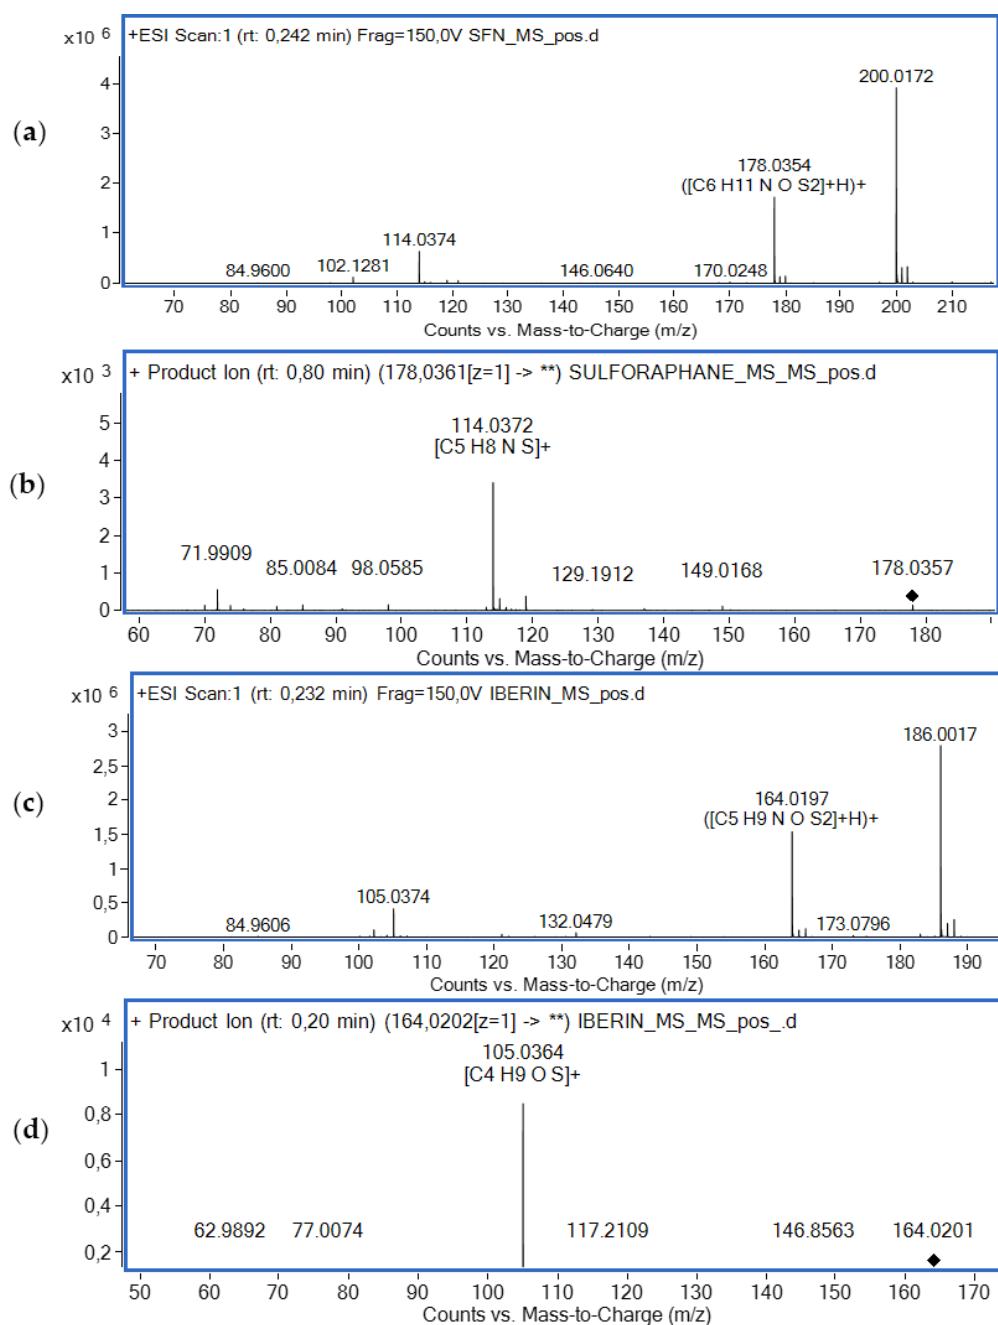 (a)
x10 6
+ESI Scan:1 (rt: 0,242 min) Frag=150,0V SFN_MS_pos.d
4
3
2
1
0
200.0172
178.0354
([C6 H11 N O S2]+H)+
114.0374
84.9600 102.1281 146.0640 170.0248
70 80 90 100 110 120 130 140 150 160 170 180 190 200 210
Counts vs. Mass-to-Charge (m/z)
(b)
x10 3
+ Product Ion (rt: 0,80 min) (178,0361[z=1] -> **) SULFORAPHANE_MS_MS_pos.d
5
4
3
2
1
0
114.0372
[C5 H8 N S]+
71.9909 85.0084 98.0585 129.1912 149.0168 178.0357
60 70 80 90 100 110 120 130 140 150 160 170 180
Counts vs. Mass-to-Charge (m/z)
(c)
x10 6
+ESI Scan:1 (rt: 0,232 min) Frag=150,0V IBERIN_MS_pos.d
3
2,5
2
1,5
1
0,5
0
186.0017
164.0197
([C5 H9 N O S2]+H)+
105.0374
84.9606 132.0479 173.0796
70 80 90 100 110 120 130 140 150 160 170 180 190
Counts vs. Mass-to-Charge (m/z)
(d)
x10 4
+ Product Ion (rt: 0,20 min) (164,0202[z=1] -> **) IBERIN_MS_MS_pos_.d
1
0,8
0,6
0,4
0,2
105.0364
[C4 H9 O S]+
62.9892 77.0074 117.2109 146.8563 164.0201
50 60 70 80 90 100 110 120 130 140 150 160 170
Counts vs. Mass-to-Charge (m/z)